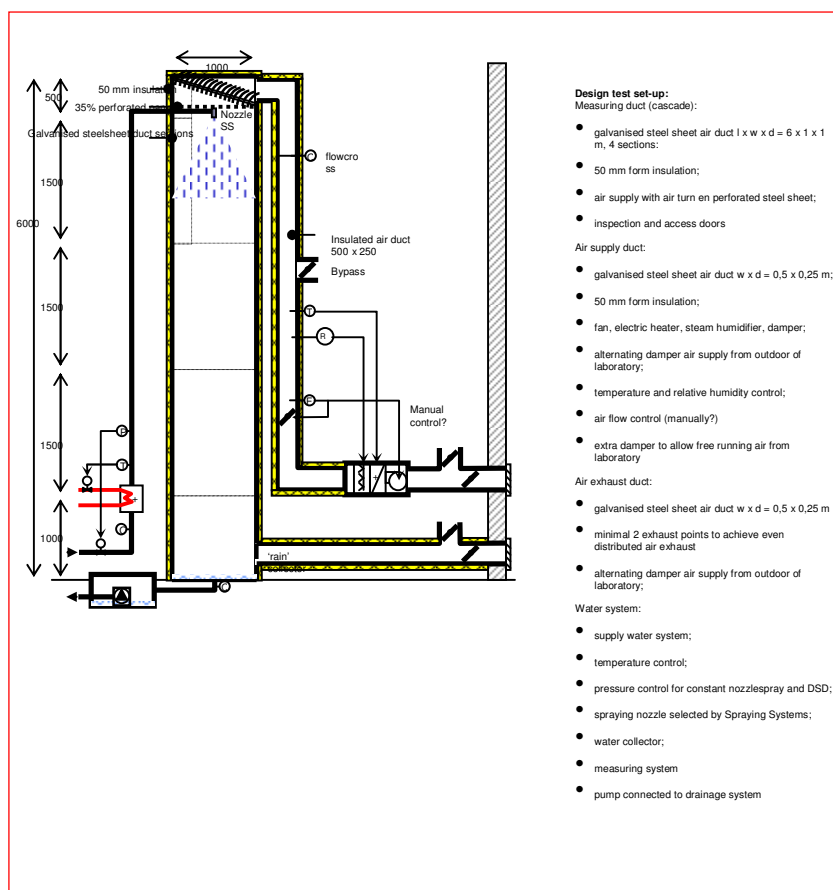 1000
50 mm insulation
500
35% perforated
Nozzle
SS
Galvanised steelsheet duct sections
C
flowcro
ss
1500
6000
Insulated air duct
500 x 250
Bypass
1500
T
R
F
Manual
control?
1500
P
T
+
+
C
1000
'rain'
collector
C
Design test set-up:
Measuring duct (cascade):
● galvanised steel sheet air duct l x w x d = 6 x 1 x 1
m, 4 sections:
● 50 mm form insulation;
● air supply with air turn en perforated steel sheet;
● inspection and access doors
Air supply duct:
● galvanised steel sheet air duct w x d = 0,5 x 0,25 m;
● 50 mm form insulation;
● fan, electric heater, steam humidifier, damper;
● alternating damper air supply from outdoor of
laboratory;
● temperature and relative humidity control;
● air flow control (manually?)
● extra damper to allow free running air from
laboratory
Air exhaust duct:
● galvanised steel sheet air duct w x d = 0,5 x 0,25 m
● minimal 2 exhaust points to achieve even
distributed air exhaust
● alternating damper air supply from outdoor of
laboratory;
Water system:
● supply water system;
● temperature control;
● pressure control for constant nozzlespray and DSD;
● spraying nozzle selected by Spraying Systems;
● water collector;
● measuring system
● pump connected to drainage system